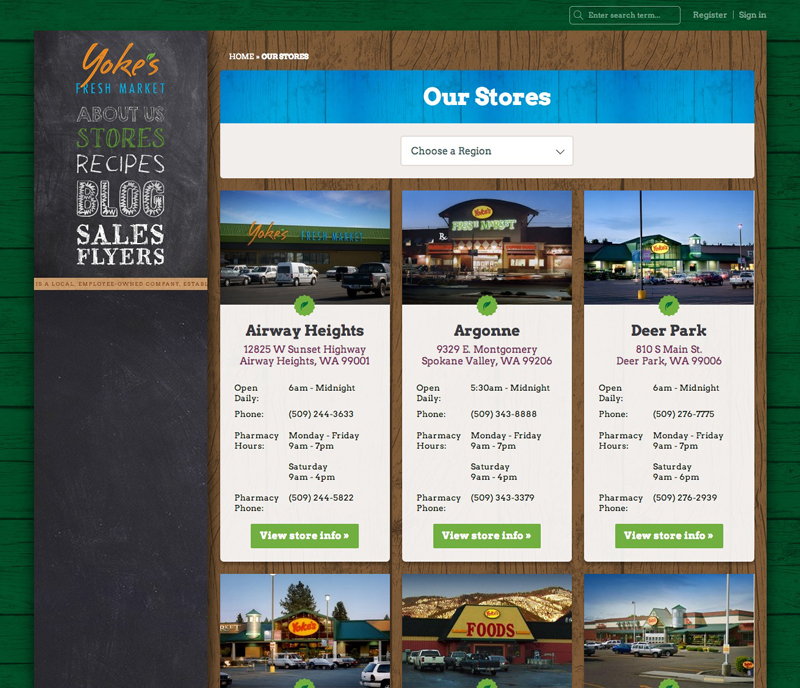 Enter search term...
Register | Sign in
Yoke's
FRESH MARKET
ABOUT US
STORES
RECIPES
BLOG
SALES
FLYERS
IS A LOCAL, EMPLOYEE-OWNED COMPANY, ESTABL
HOME » OUR STORES
Our Stores
Choose a Region
Yoke's FRESH MARKET
Airway Heights
12825 W Sunset Highway
Airway Heights, WA 99001
Open Daily: 6am - Midnight
Phone: (509) 244-3633
Pharmacy Hours: Monday - Friday
9am - 7pm
Saturday
9am - 4pm
Pharmacy Phone: (509) 244-5822
View store info »
Yoke's
FRESH MARKET
Argonne
9329 E. Montgomery
Spokane Valley, WA 99206
Open Daily: 5:30am - Midnight
Phone: (509) 343-8888
Pharmacy Hours: Monday - Friday
9am - 7pm
Saturday
9am - 4pm
Pharmacy Phone: (509) 343-3379
View store info »
Yoke's
Deer Park
810 S Main St.
Deer Park, WA 99006
Open Daily: 6am - Midnight
Phone: (509) 276-7775
Pharmacy Hours: Monday - Friday
9am - 7pm
Saturday
9am - 6pm
Pharmacy Phone: (509) 276-2939
View store info »
Yoke's
Yoke's
FOODS